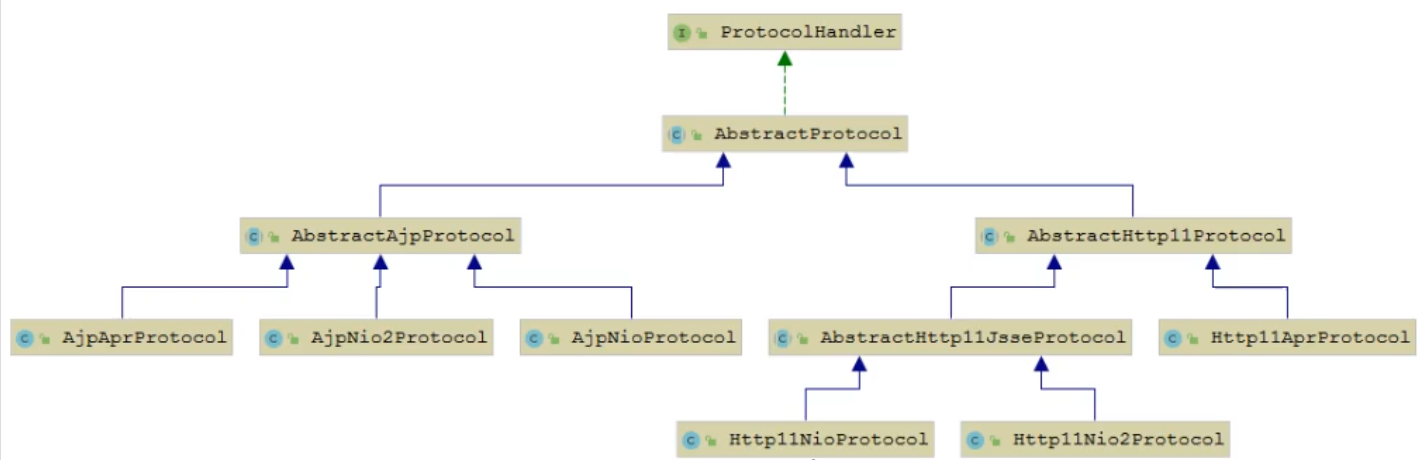 ProtocolHandler
AbstractProtocol
AbstractAjpProtocol
AbstractHttp11Protocol
AjpAprProtocol
AjpNio2Protocol
AjpNioProtocol
AbstractHttp11JsseProtocol
Http11AprProtocol
Http11NioProtocol
Http11Nio2Protocol